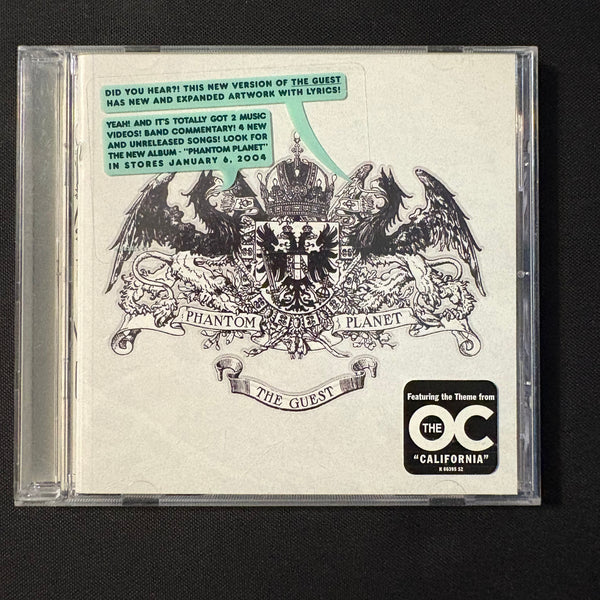 DID YOU HEAR?! THIS NEW VERSION OF THE GUEST
HAS NEW AND EXPANDED ARTWORK WITH LYRICS!
YEAH! AND IT'S TOTALLY GOT 2 MUSIC
VIDEOS! BAND COMMENTARY! 4 NEW
AND UNRELEASED SONGS! LOOK FOR
THE NEW ALBUM - "PHANTOM PLANET"
IN STORES JANUARY 6, 2004
PHANTOM PLANET
THE GUEST
Featuring the Theme from
THE OC
"CALIFORNIA"
K 66395 S2